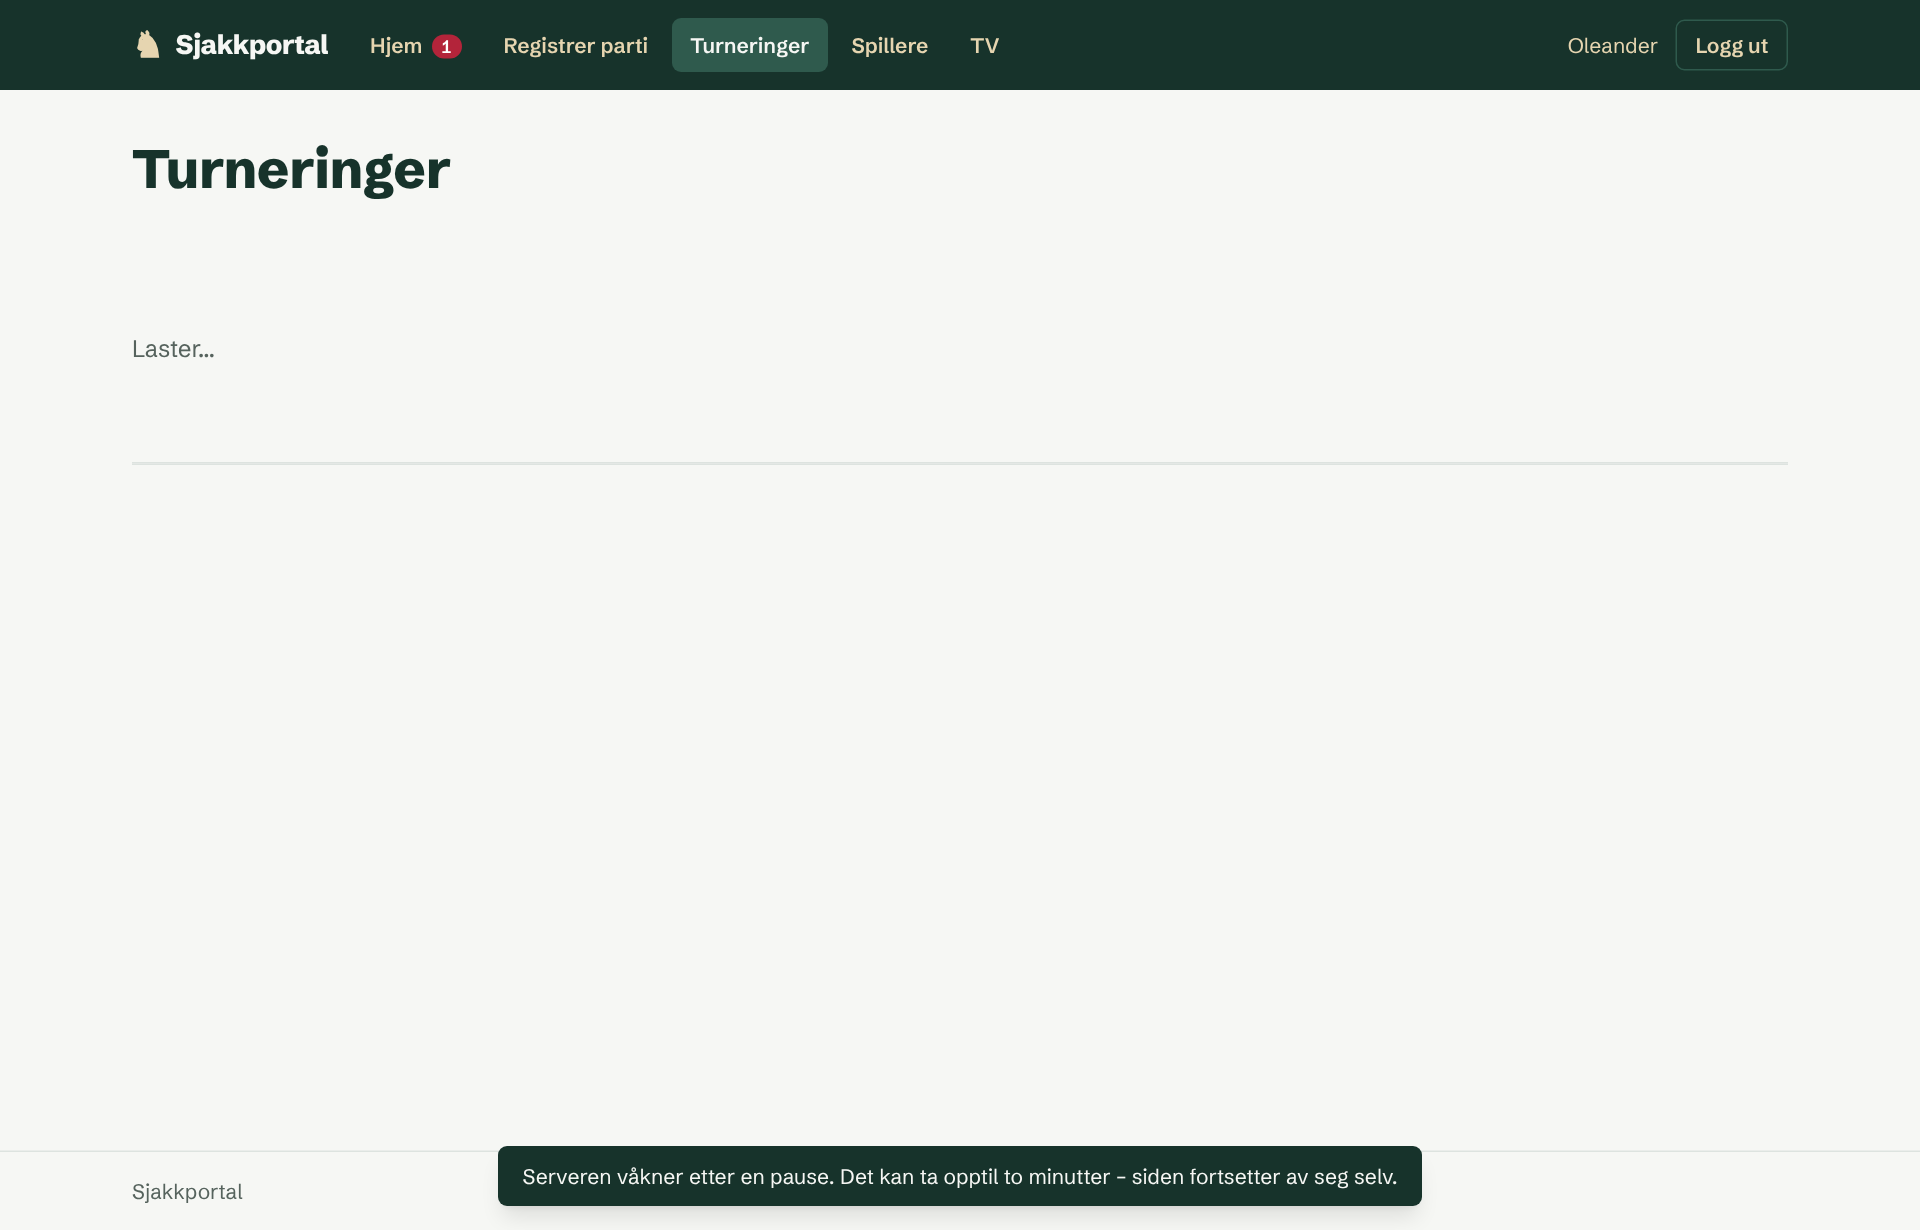 Sjakkportal Hjem 1 Registrer parti Turneringer Spillere TV Oleander Logg ut
Turneringer
Laster...
Serveren våkner etter en pause. Det kan ta opptil to minutter – siden fortsetter av seg selv.
Sjakkportal